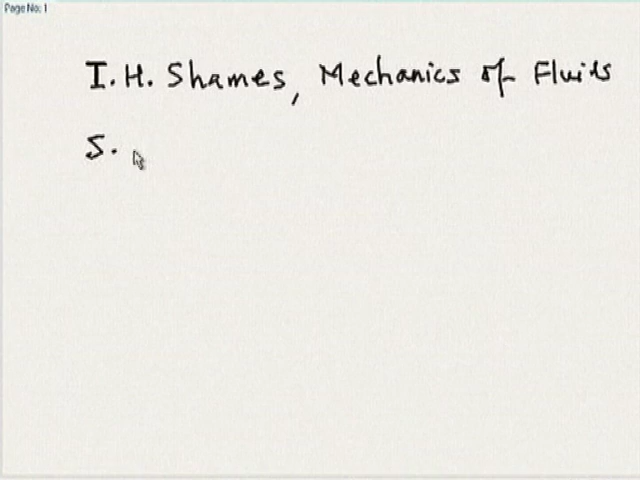 Page No: 1
I. H. Shames, Mechanics of Fluids
S.